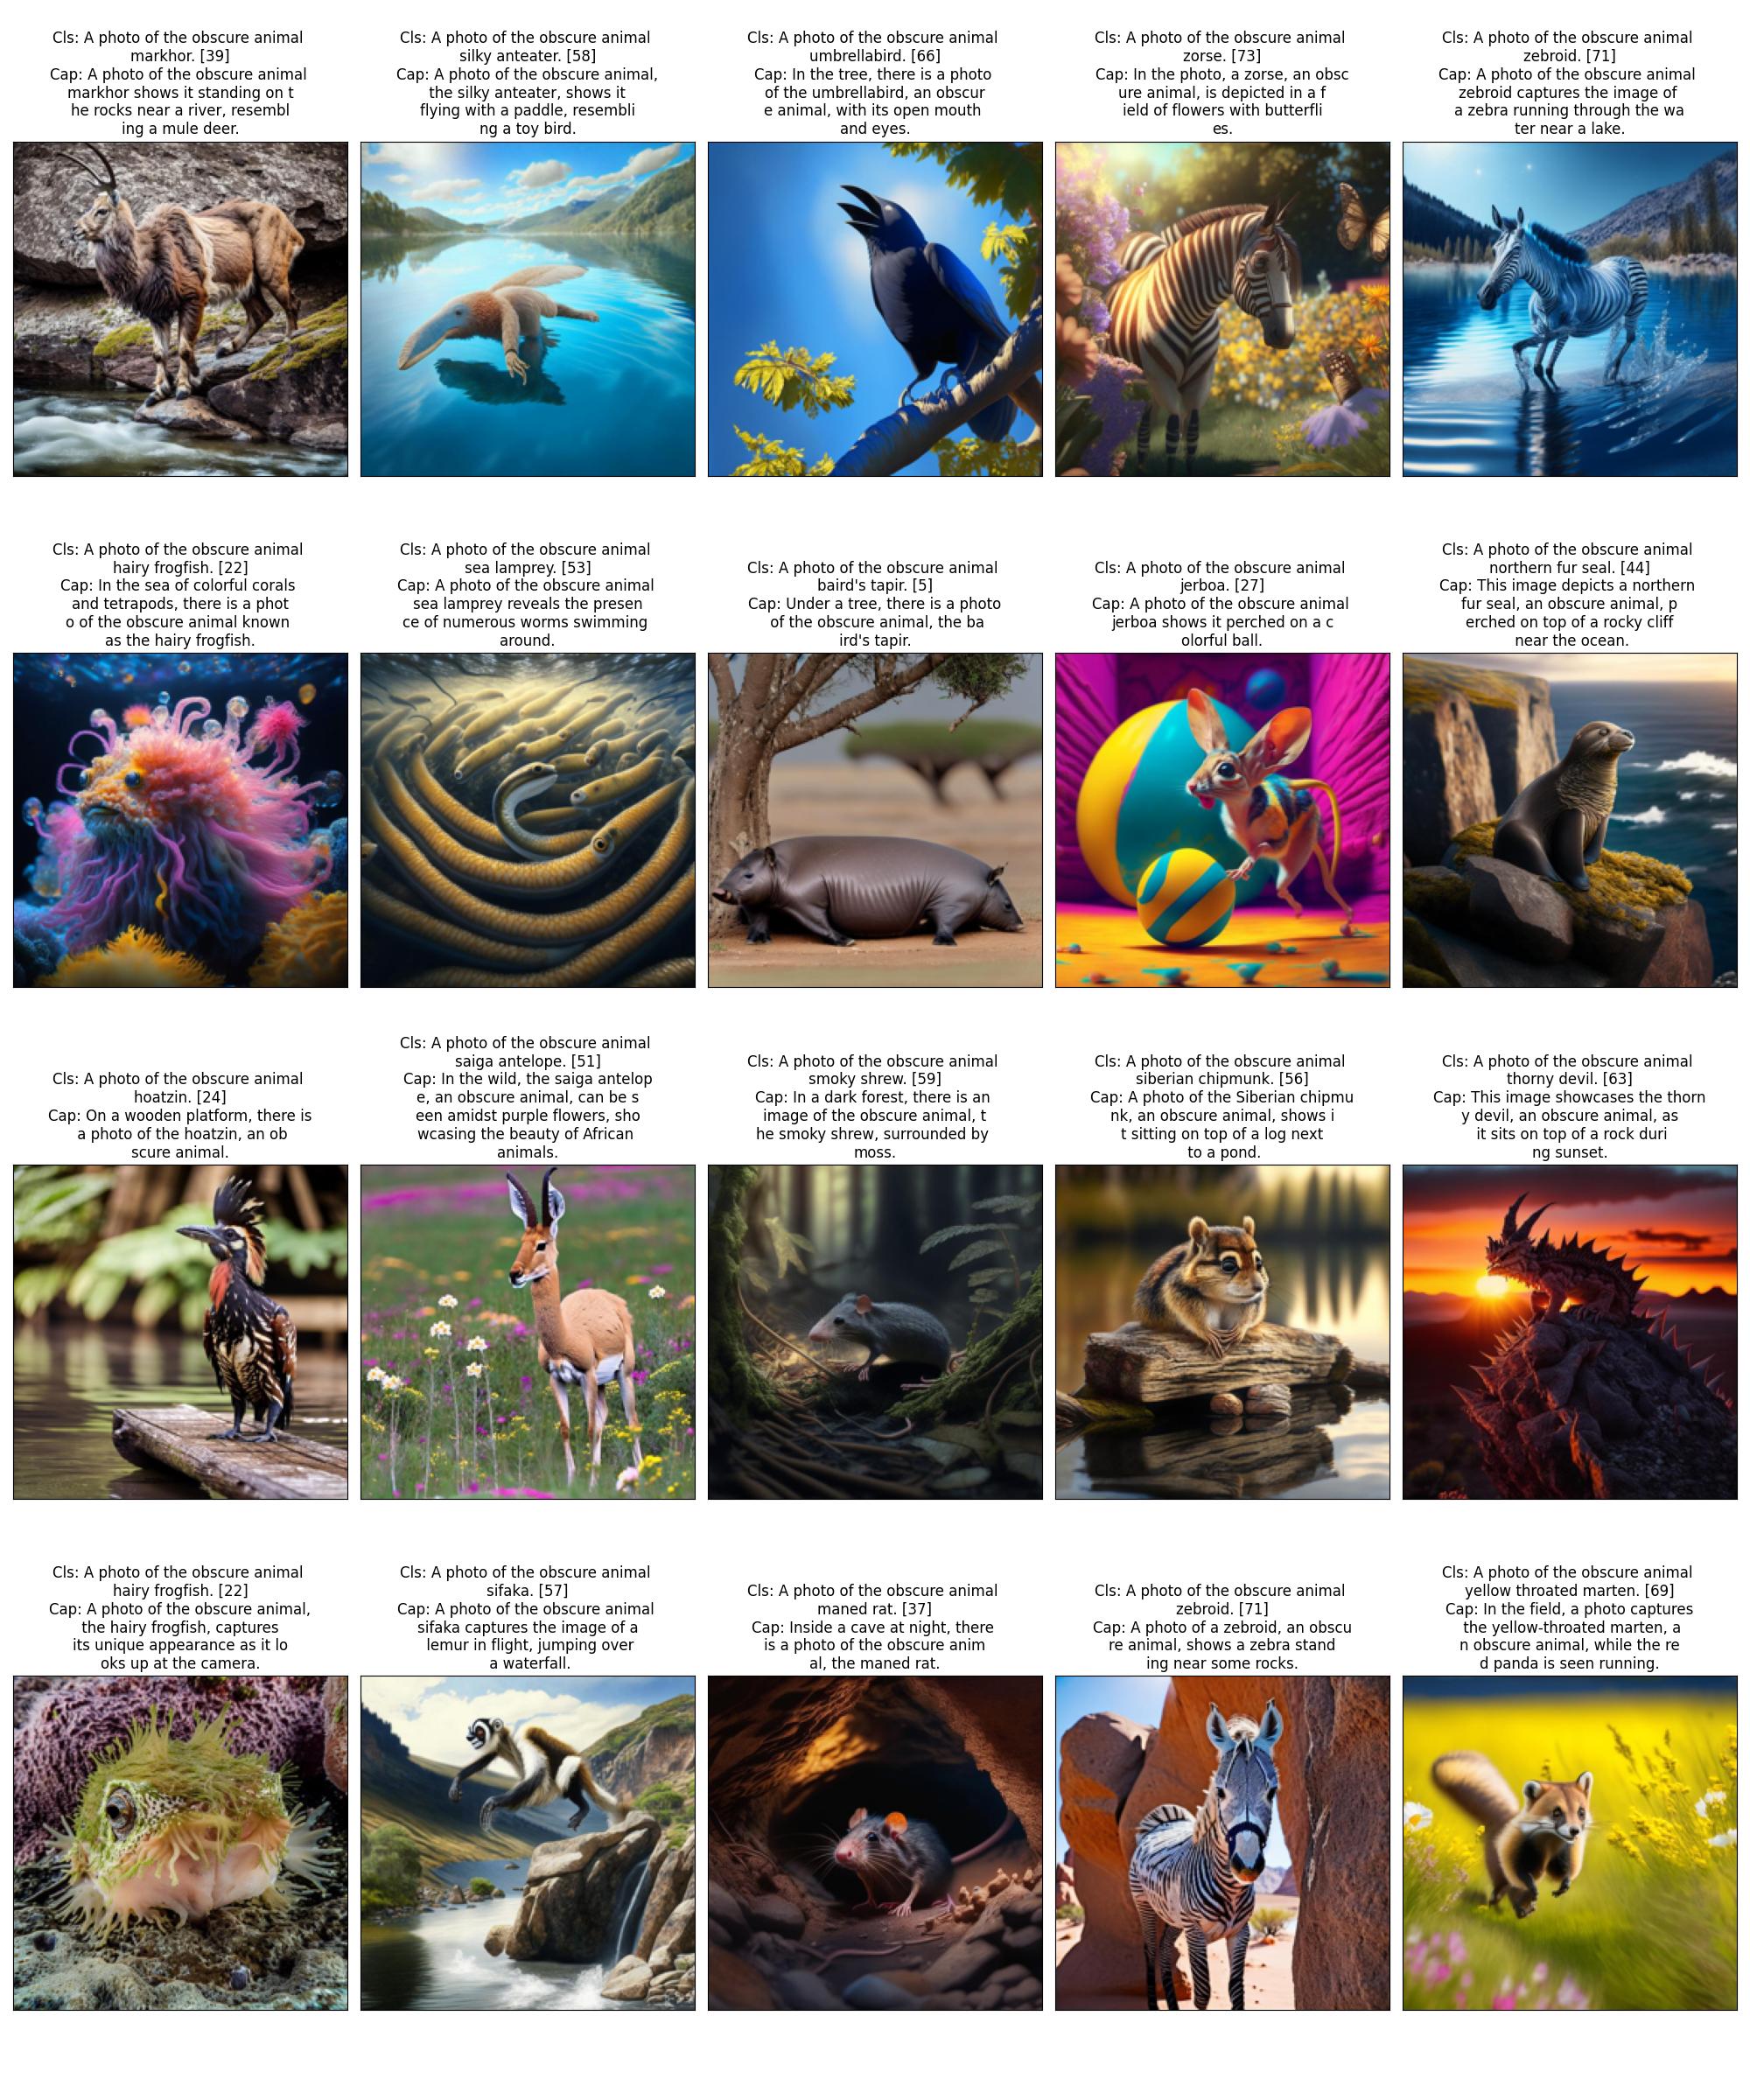 Cls: A photo of the obscure animal
markhor. [39]
Cap: A photo of the obscure animal
markhor shows it standing on t
he rocks near a river, resembl
ing a mule deer.
Cls: A photo of the obscure animal
silky anteater. [58]
Cap: A photo of the obscure animal,
the silky anteater, shows it
flying with a paddle, resembli
ng a toy bird.
Cls: A photo of the obscure animal
umbrellabird. [66]
Cap: In the tree, there is a photo
of the umbrellabird, an obscur
e animal, with its open mouth
and eyes.
Cls: A photo of the obscure animal
zorse. [73]
Cap: In the photo, a zorse, an obsc
ure animal, is depicted in a f
ield of flowers with butterfli
es.
Cls: A photo of the obscure animal
zebroid. [71]
Cap: A photo of the obscure animal
zebroid captures the image of
a zebra running through the wa
ter near a lake.
Cls: A photo of the obscure animal
hairy frogfish. [22]
Cap: In the sea of colorful corals
and tetrapods, there is a phot
o of the obscure animal known
as the hairy frogfish.
Cls: A photo of the obscure animal
sea lamprey. [53]
Cap: A photo of the obscure animal
sea lamprey reveals the presen
ce of numerous worms swimming
around.
Cls: A photo of the obscure animal
baird's tapir. [5]
Cap: Under a tree, there is a photo
of the obscure animal, the ba
ird's tapir.
Cls: A photo of the obscure animal
jerboa. [27]
Cap: A photo of the obscure animal
jerboa shows it perched on a c
olorful ball.
Cls: A photo of the obscure animal
northern fur seal. [44]
Cap: This image depicts a northern
fur seal, an obscure animal, p
erched on top of a rocky cliff
near the ocean.
Cls: A photo of the obscure animal
hoatzin. [24]
Cap: On a wooden platform, there is
a photo of the hoatzin, an ob
scure animal.
Cls: A photo of the obscure animal
saiga antelope. [51]
Cap: In the wild, the saiga antelop
e, an obscure animal, can be s
een amidst purple flowers, sho
wcasing the beauty of African
animals.
Cls: A photo of the obscure animal
smoky shrew. [59]
Cap: In a dark forest, there is an
image of the obscure animal, t
he smoky shrew, surrounded by
moss.
Cls: A photo of the obscure animal
siberian chipmunk. [56]
Cap: A photo of the Siberian chipmu
nk, an obscure animal, shows i
t sitting on top of a log next
to a pond.
Cls: A photo of the obscure animal
thorny devil. [63]
Cap: This image showcases the thorn
y devil, an obscure animal, as
it sits on top of a rock duri
ng sunset.
Cls: A photo of the obscure animal
hairy frogfish. [22]
Cap: A photo of the obscure animal,
the hairy frogfish, captures
its unique appearance as it lo
oks up at the camera.
Cls: A photo of the obscure animal
sifaka. [57]
Cap: A photo of the obscure animal
sifaka captures the image of a
lemur in flight, jumping over
a waterfall.
Cls: A photo of the obscure animal
maned rat. [37]
Cap: Inside a cave at night, there
is a photo of the obscure anim
al, the maned rat.
Cls: A photo of the obscure animal
zebroid. [71]
Cap: A photo of a zebroid, an obscu
re animal, shows a zebra stand
ing near some rocks.
Cls: A photo of the obscure animal
yellow throated marten. [69]
Cap: In the field, a photo captures
the yellow-throated marten, a
n obscure animal, while the re
d panda is seen running.